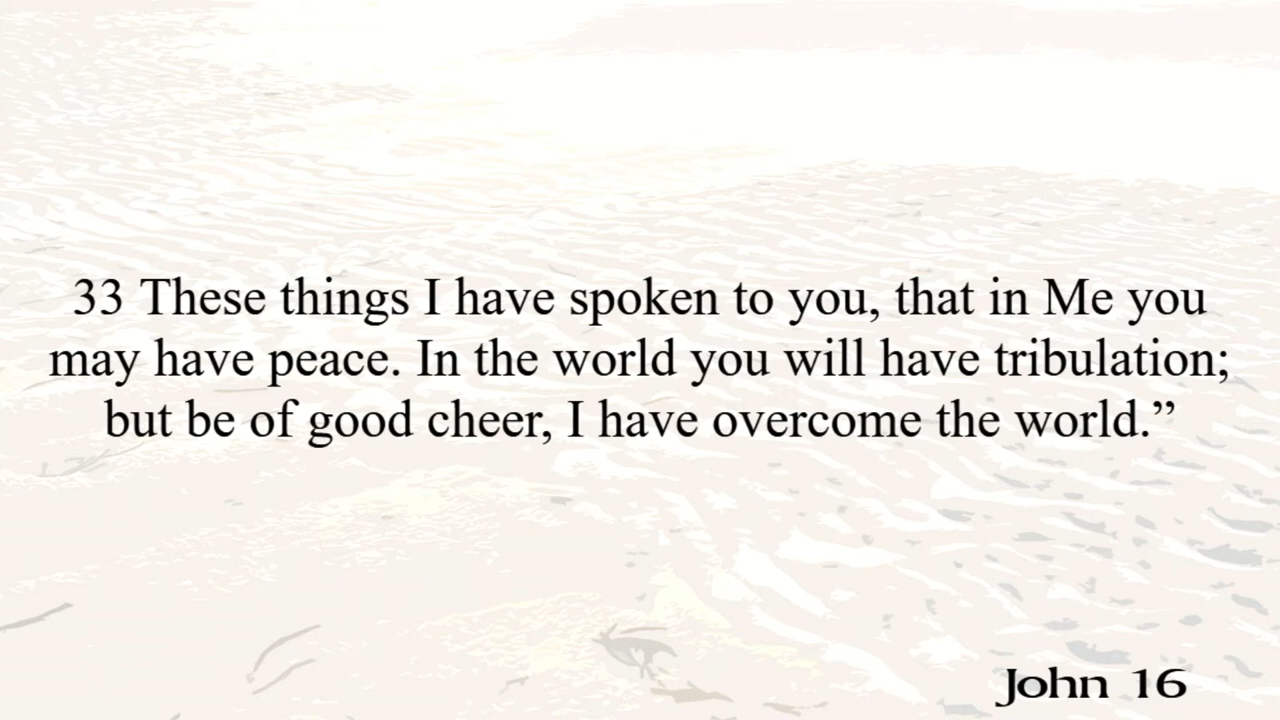 33 These things I have spoken to you, that in Me you
may have peace. In the world you will have tribulation;
but be of good cheer, I have overcome the world.”
John 16